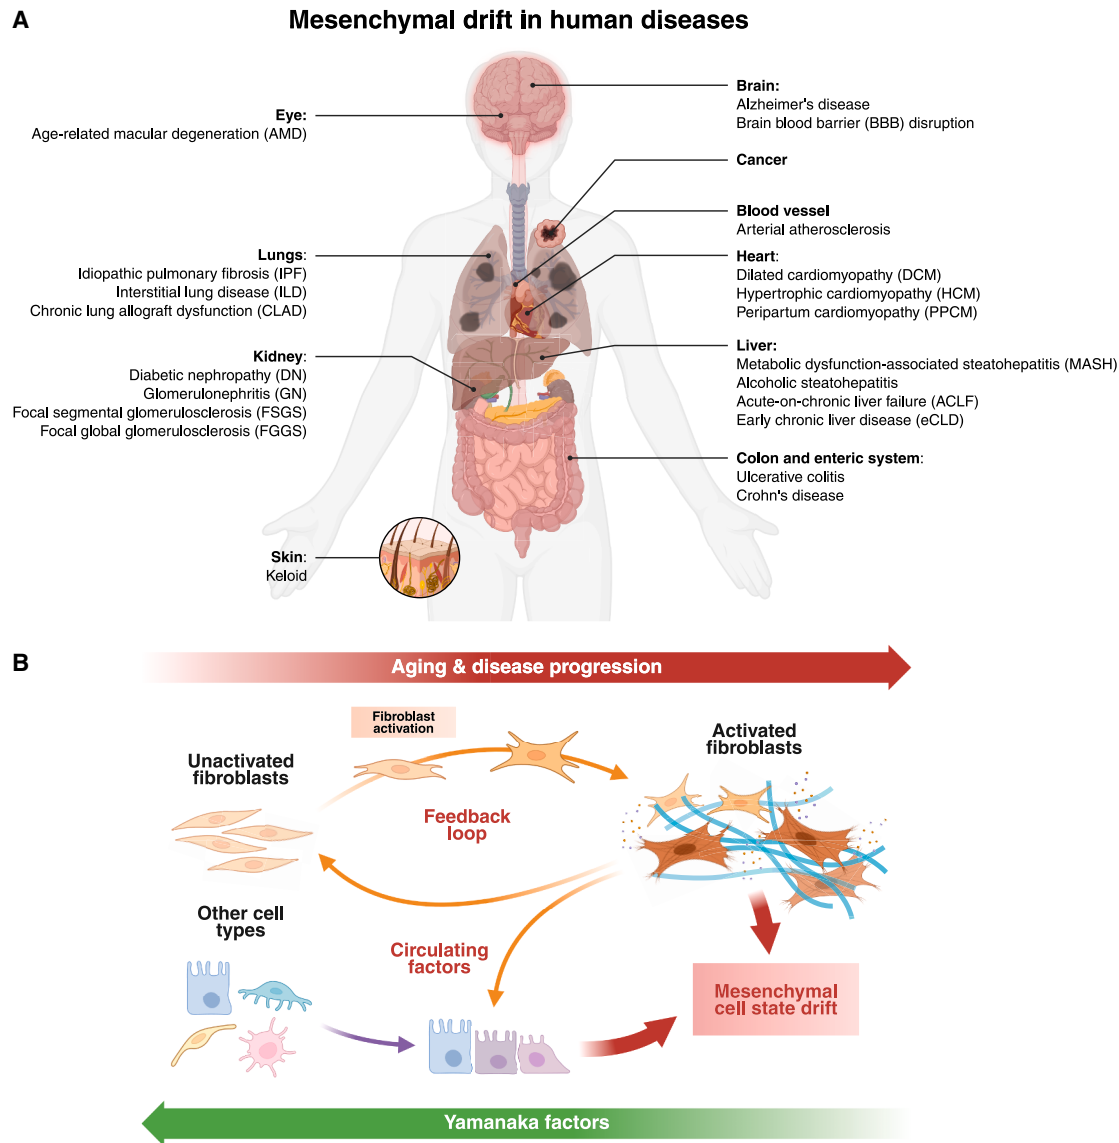 A
Mesenchymal drift in human diseases
Eye:
Age-related macular degeneration (AMD)
Lungs:
Idiopathic pulmonary fibrosis (IPF)
Interstitial lung disease (ILD)
Chronic lung allograft dysfunction (CLAD)
Kidney:
Diabetic nephropathy (DN)
Glomerulonephritis (GN)
Focal segmental glomerulosclerosis (FSGS)
Focal global glomerulosclerosis (FGGS)
Skin:
Keloid
Brain:
Alzheimer's disease
Brain blood barrier (BBB) disruption
Cancer
Blood vessel
Arterial atherosclerosis
Heart:
Dilated cardiomyopathy (DCM)
Hypertrophic cardiomyopathy (HCM)
Peripartum cardiomyopathy (PPCM)
Liver:
Metabolic dysfunction-associated steatohepatitis (MASH)
Alcoholic steatohepatitis
Acute-on-chronic liver failure (ACLF)
Early chronic liver disease (eCLD)
Colon and enteric system:
Ulcerative colitis
Crohn's disease
B
Aging & disease progression
Fibroblast
activation
Unactivated
fibroblasts
Activated
fibroblasts
Feedback
loop
Other cell
types
Circulating
factors
Mesenchymal
cell state drift
Yamanaka factors